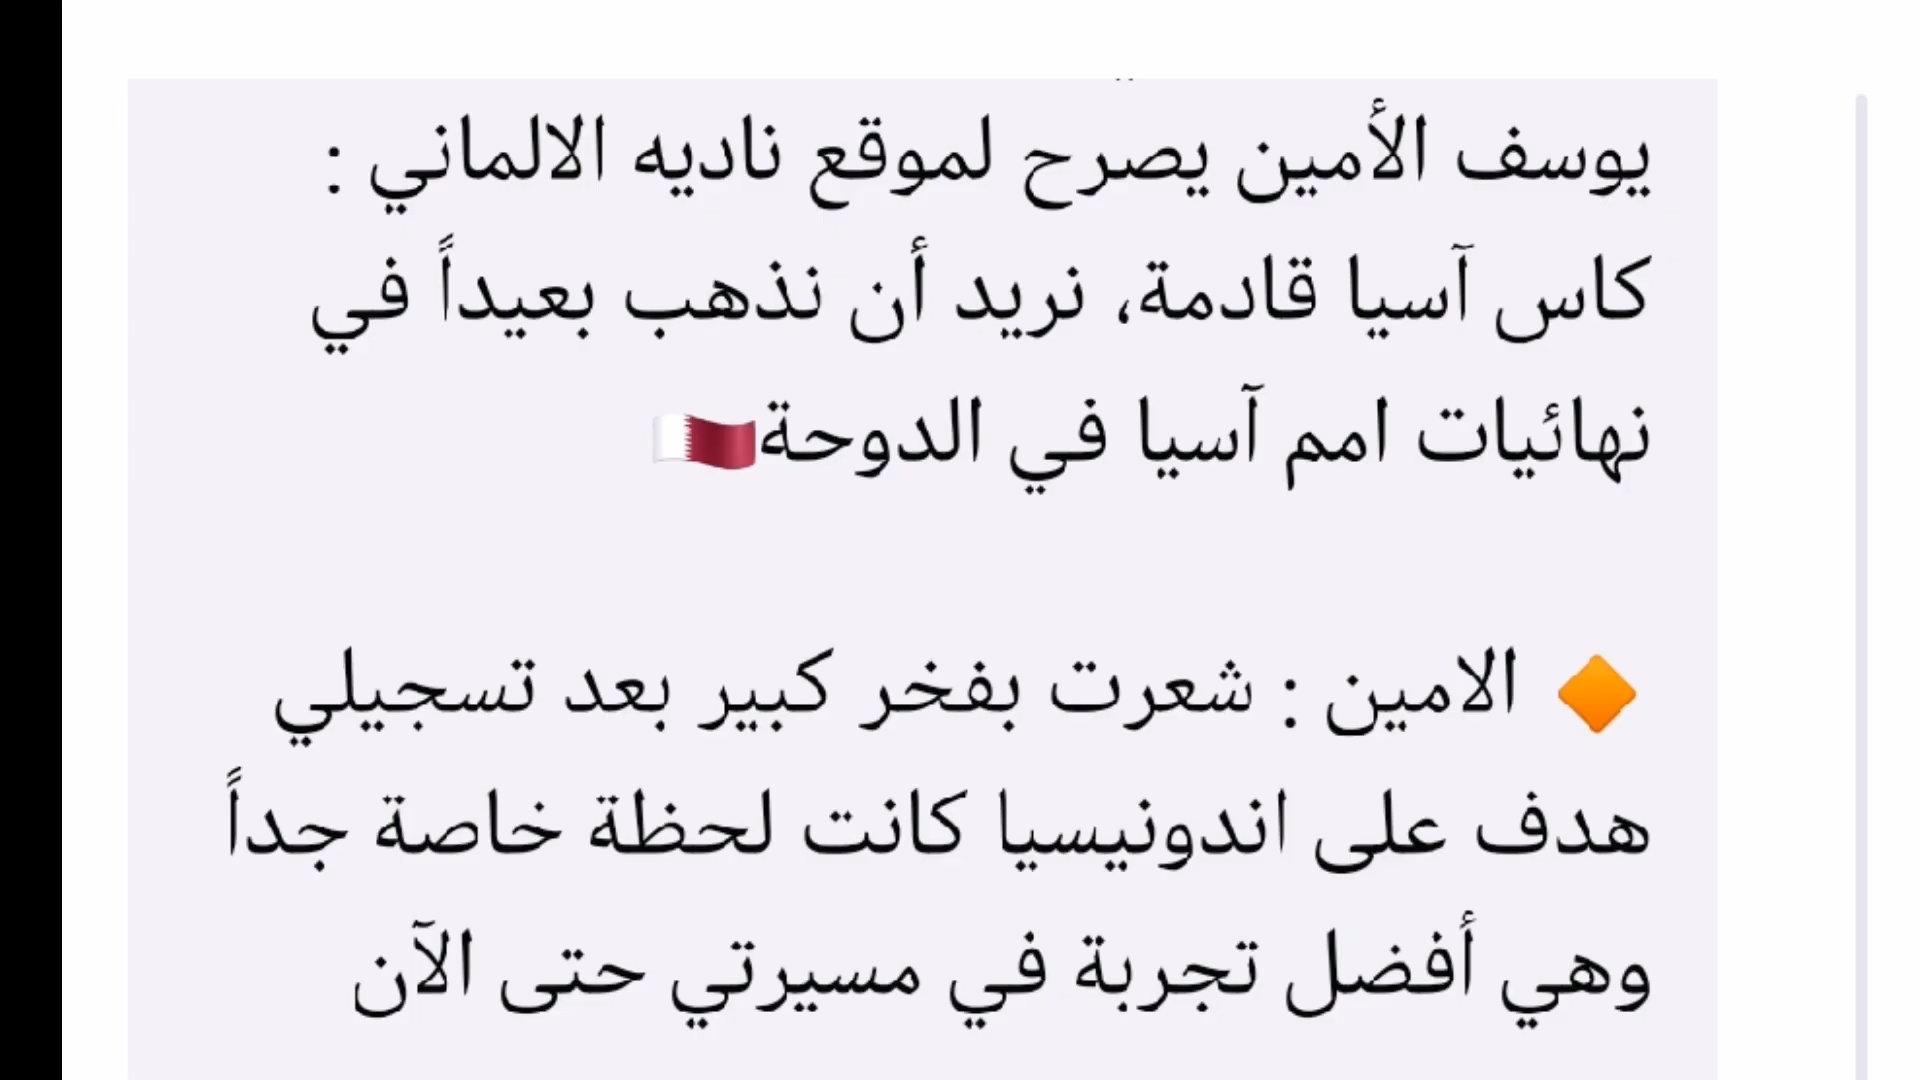 يوسف الأمين يصرح لموقع ناديه الالماني :
كاس آسيا قادمة، نريد أن نذهب بعيداً في
نهائيات امم آسيا في الدوحة🇶🇦
🔶 الامين : شعرت بفخر كبير بعد تسجيلي
هدف على اندونيسيا كانت لحظة خاصة جداً
وهي أفضل تجربة في مسيرتي حتى الآن